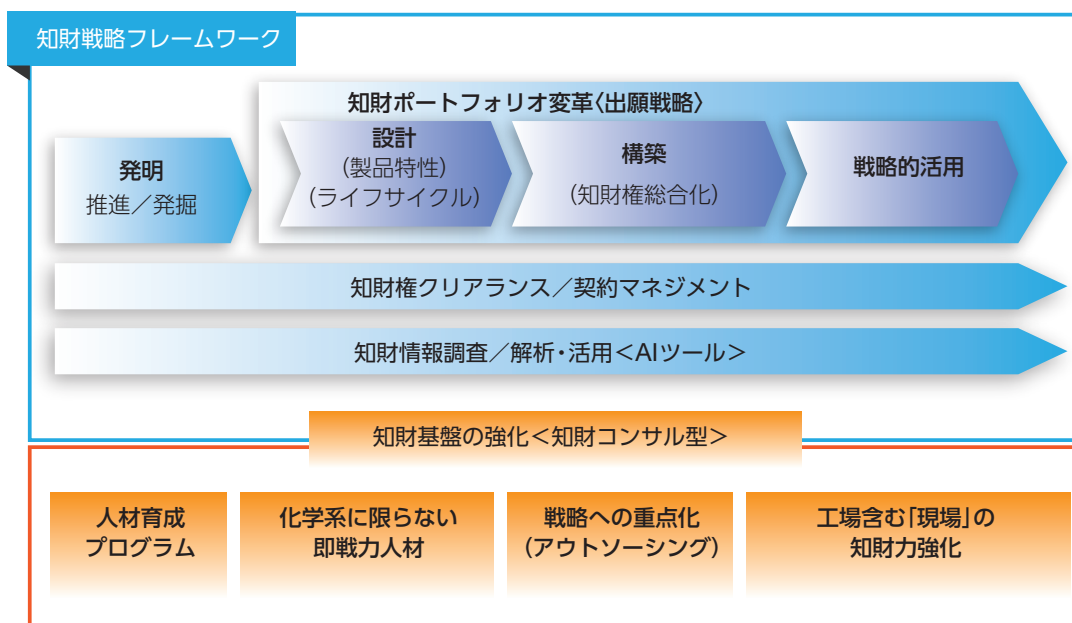 知財戦略フレームワーク
知財ポートフォリオ変革〈出願戦略〉
発明
推進／発掘
設計
(製品特性)
(ライフサイクル)
構築
(知財権総合化)
戦略的活用
知財権クリアランス／契約マネジメント
知財情報調査／解析・活用＜AIツール＞
知財基盤の強化＜知財コンサル型＞
人材育成
プログラム
化学系に限らない
即戦力人材
戦略への重点化
(アウトソーシング)
工場含む「現場」の
知財力強化